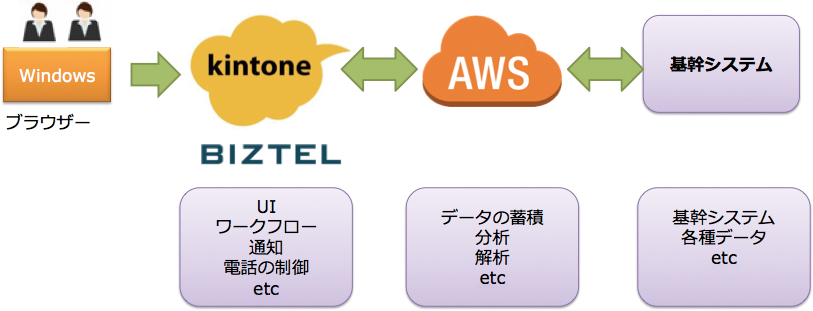 Windows
ブラウザー
kintone
BIZTEL
AWS
基幹システム
UI
ワークフロー
通知
電話の制御
etc
データの蓄積
分析
解析
etc
基幹システム
各種データ
etc